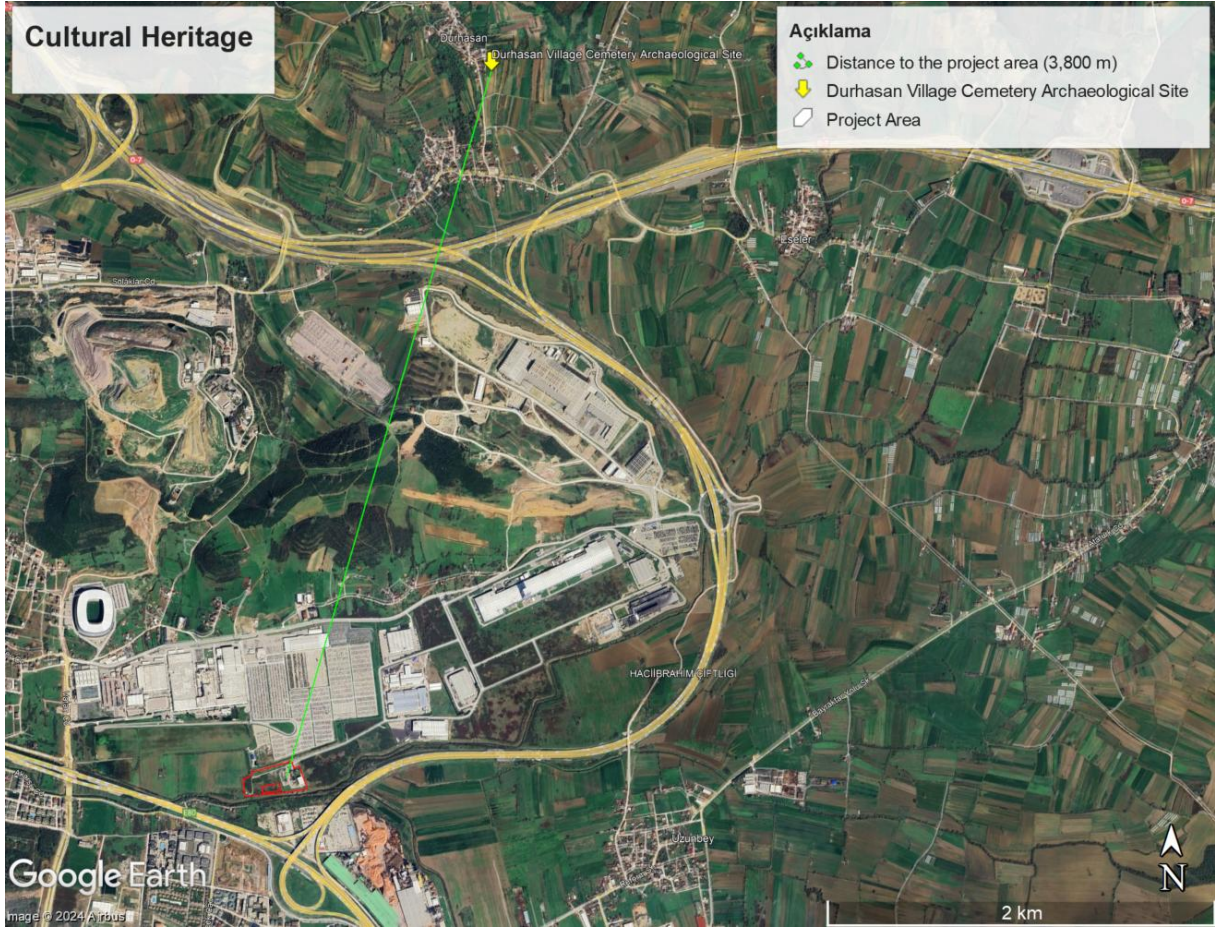 Cultural Heritage
Açıklama
Distance to the project area (3,800 m)
Durhasan Village Cemetery Archaeological Site
Project Area
Durhasan
Durhasan Village Cemetery Archaeological Site
O-7
O-7
Eseler
HACIİBRAHİM ÇİFTLİĞİ
Uzunbey
Google Earth
mage © 2024 Airbus
N
2 km